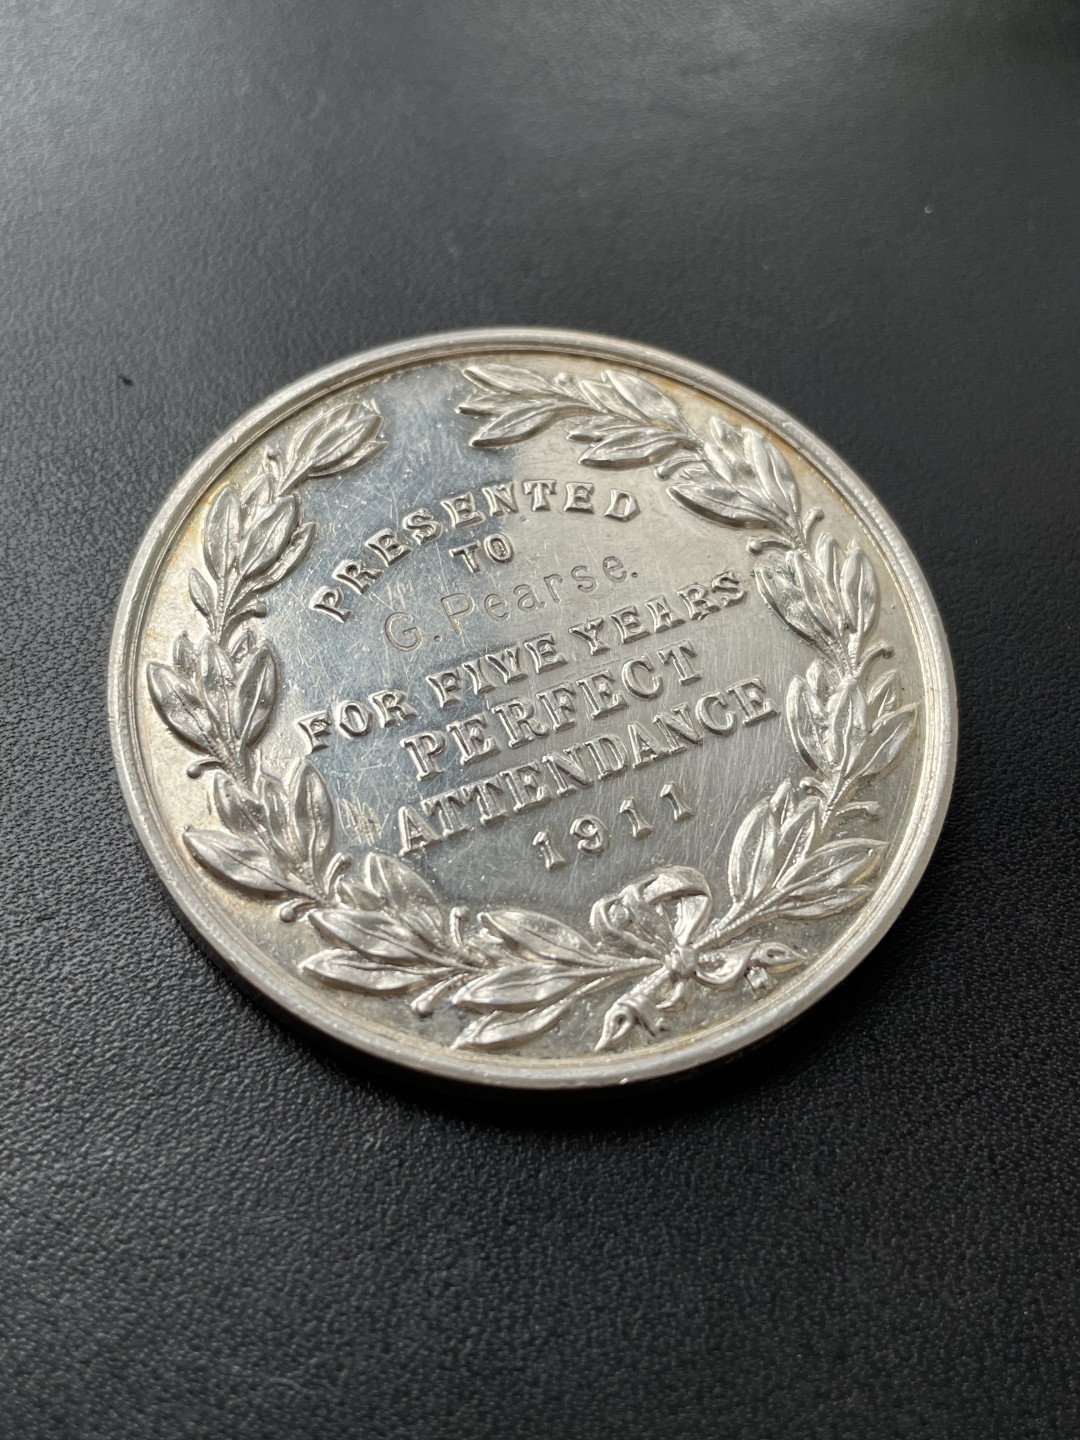 PRESENTED
TO
G. Pearse.
FOR FIVE YEARS
PERFECT
ATTENDANCE
1911